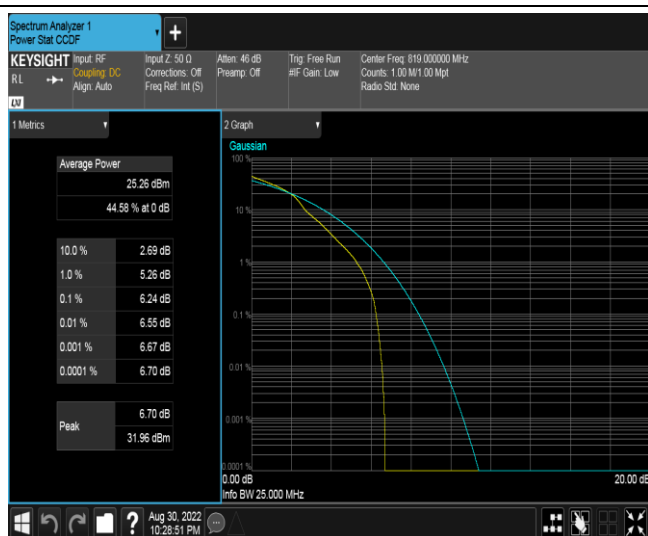 Spectrum Analyzer 1
Power Stat CCDF
+
KEYSIGHT
RL
LXI
Input: RF
Coupling: DC
Align: Auto
Input Z: 50 Ω
Corrections: Off
Freq Ref: Int (S)
Atten: 46 dB
Preamp: Off
Trig: Free Run
#IF Gain: Low
Center Freq: 819.000000 MHz
Counts: 1.00 M/1.00 Mpt
Radio Std: None
1 Metrics
Average Power
25.26 dBm
44.58 % at 0 dB
10.0 % 2.69 dB
1.0 % 5.26 dB
0.1 % 6.24 dB
0.01 % 6.55 dB
0.001 % 6.67 dB
0.0001 % 6.70 dB
Peak
6.70 dB
31.96 dBm
2 Graph
Gaussian
100 %
10 %
1 %
0.1 %
0.01 %
0.001 %
0.0001 %
0.00 dB
20.00 dB
Info BW 25.000 MHz
?
Aug 30, 2022
10:28:51 PM